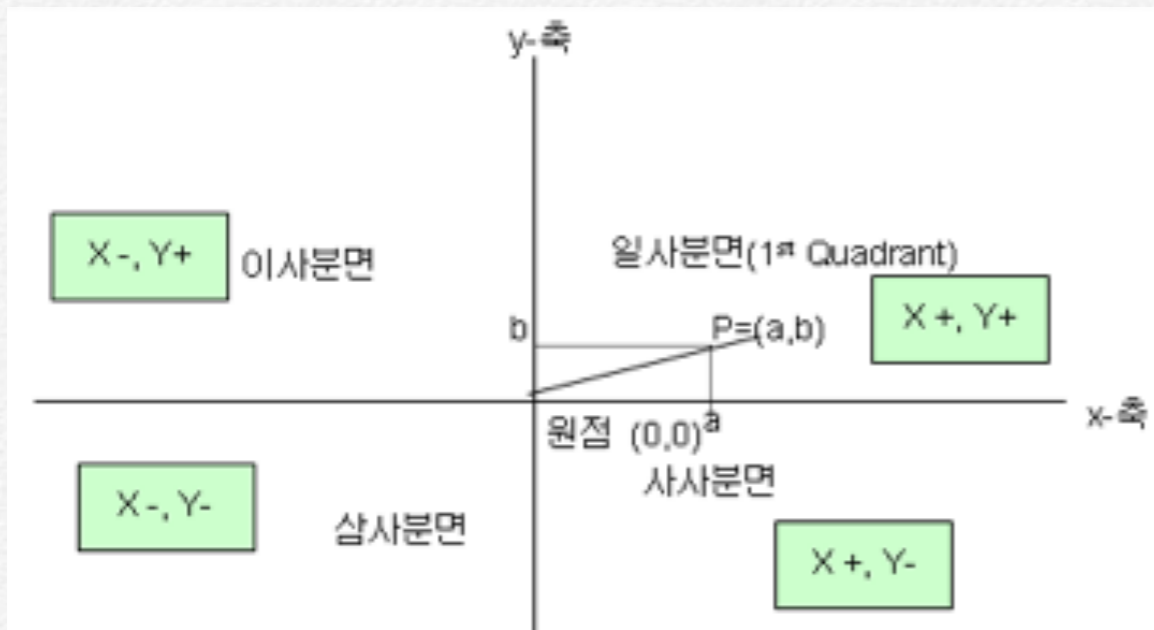 y-축
X -, Y+
이사분면
일사분면(1st Quadrant)
X +, Y+
b
P=(a,b)
x-축
원점 (0,0)
a
사사분면
X -, Y-
삼사분면
X +, Y-